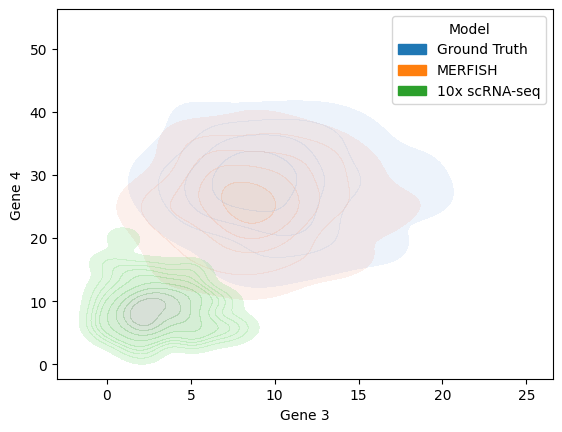 Model
Ground Truth
MERFISH
10x scRNA-seq
50
40
30
20
10
0
Gene 4
0 5 10 15 20 25
Gene 3